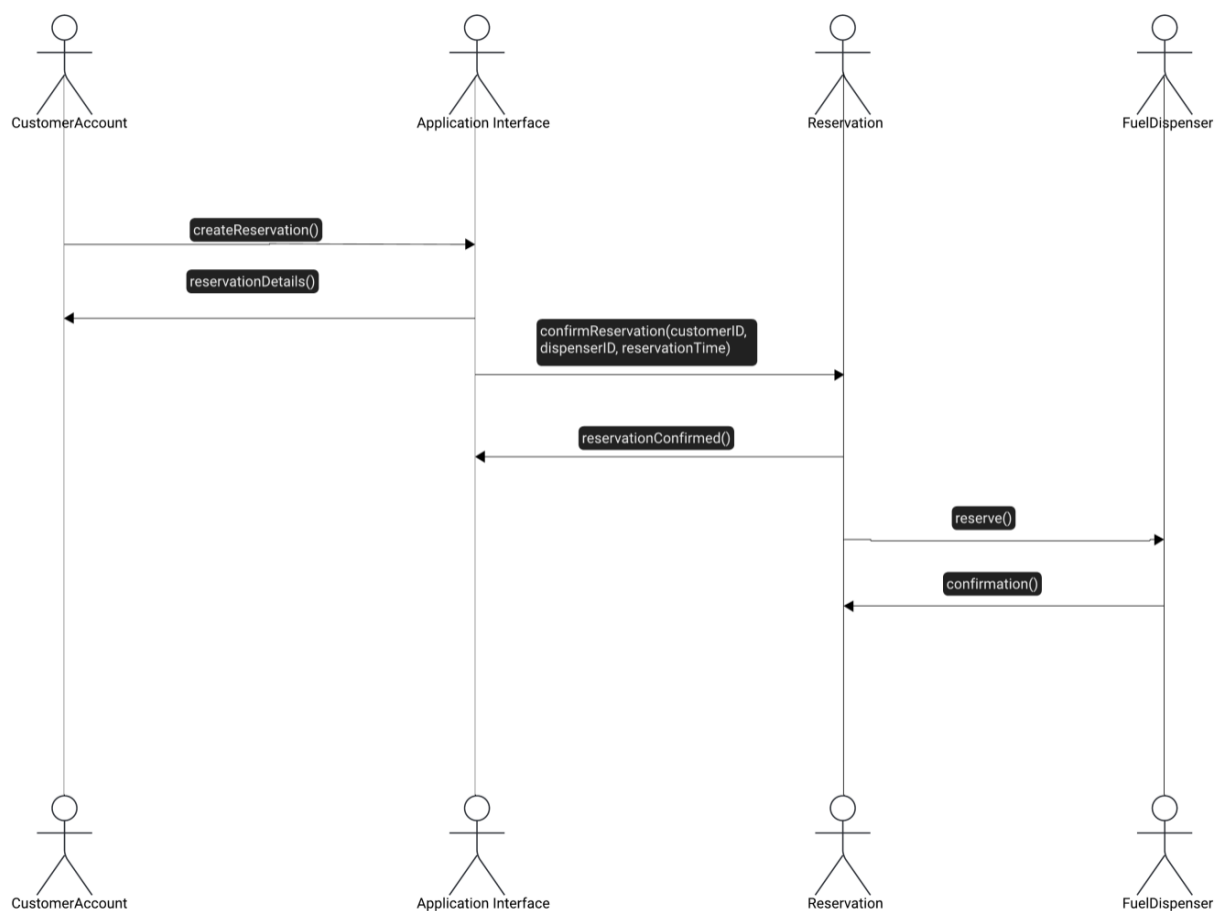 CustomerAccount
Application Interface
Reservation
FuelDispenser
createReservation()
reservationDetails()
confirmReservation(customerID,
dispenserID, reservationTime)
reservationConfirmed()
reserve()
confirmation()
CustomerAccount
Application Interface
Reservation
FuelDispenser